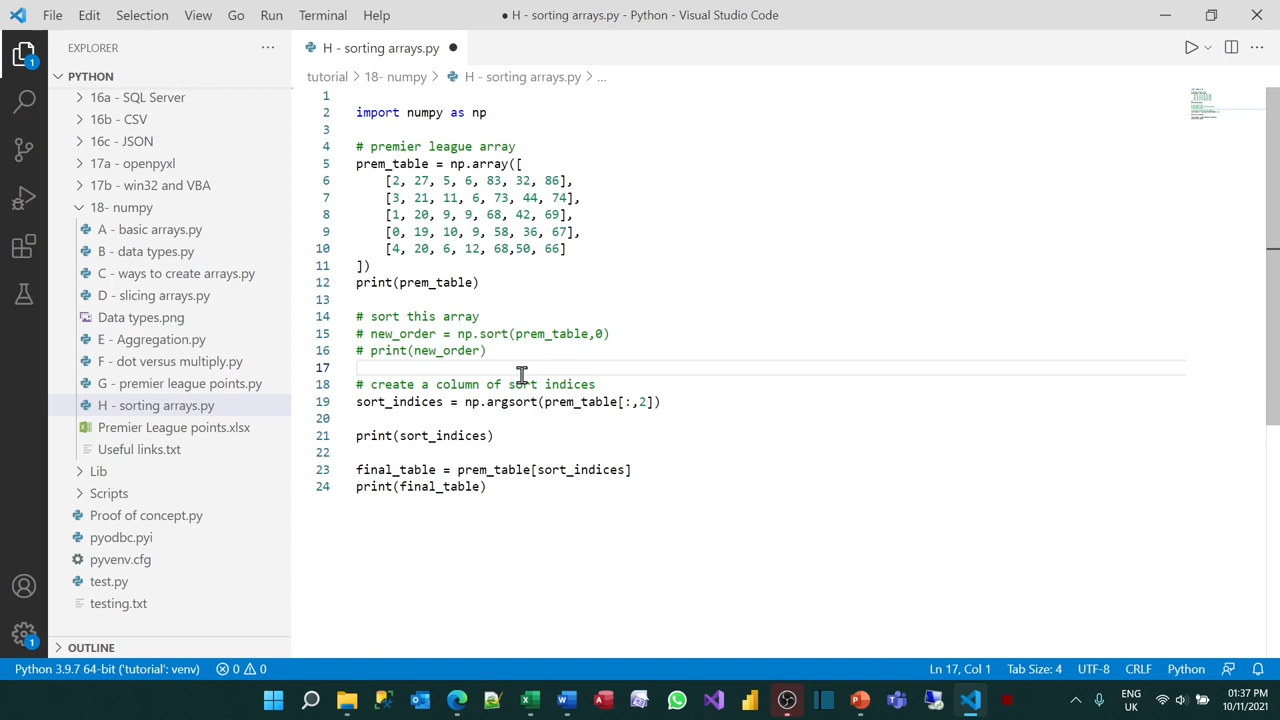 File Edit Selection View Go Run Terminal Help
● H - sorting arrays.py - Python - Visual Studio Code
EXPLORER
PYTHON
16a - SQL Server
16b - CSV
16c - JSON
17a - openpyxl
17b - win32 and VBA
18- numpy
A - basic arrays.py
B - data types.py
C - ways to create arrays.py
D - slicing arrays.py
Data types.png
E - Aggregation.py
F - dot versus multiply.py
G - premier league points.py
H - sorting arrays.py
Premier League points.xlsx
Useful links.txt
Lib
Scripts
Proof of concept.py
pyodbc.pyi
pyvenv.cfg
test.py
testing.txt
OUTLINE
1
1
H - sorting arrays.py ●
tutorial > 18- numpy > H - sorting arrays.py > ...
1
2 import numpy as np
3
4 # premier league array
5 prem_table = np.array([
6 [2, 27, 5, 6, 83, 32, 86],
7 [3, 21, 11, 6, 73, 44, 74],
8 [1, 20, 9, 9, 68, 42, 69],
9 [0, 19, 10, 9, 58, 36, 67],
10 [4, 20, 6, 12, 68,50, 66]
11 ])
12 print(prem_table)
13
14 # sort this array
15 # new_order = np.sort(prem_table,0)
16 # print(new_order)
17
18 # create a column of sort indices
19 sort_indices = np.argsort(prem_table[:,2])
20
21 print(sort_indices)
22
23 final_table = prem_table[sort_indices]
24 print(final_table)
Python 3.9.7 64-bit ('tutorial': venv) 0 0 Ln 17, Col 1 Tab Size: 4 UTF-8 CRLF Python
ENG
UK
01:37 PM
10/11/2021